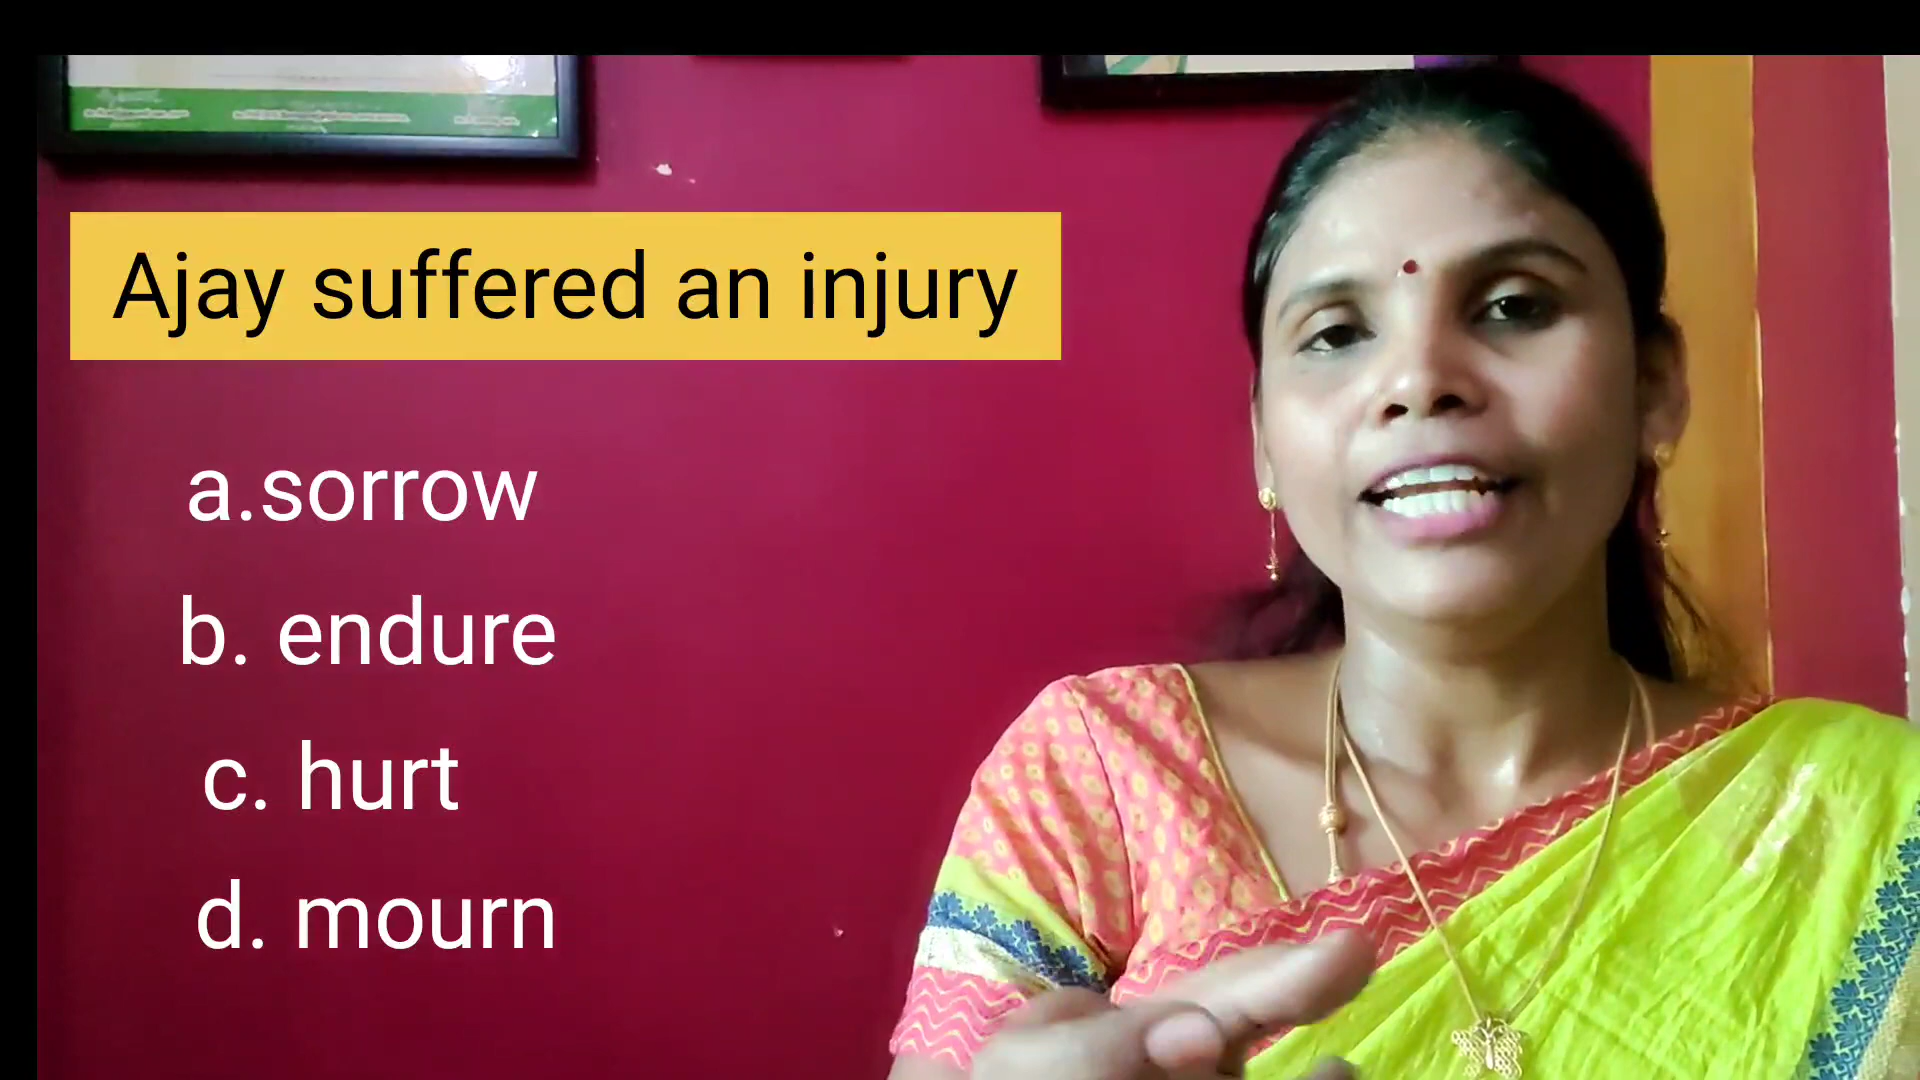 Ajay suffered an injury
a.sorrow
b. endure
c. hurt
d. mourn